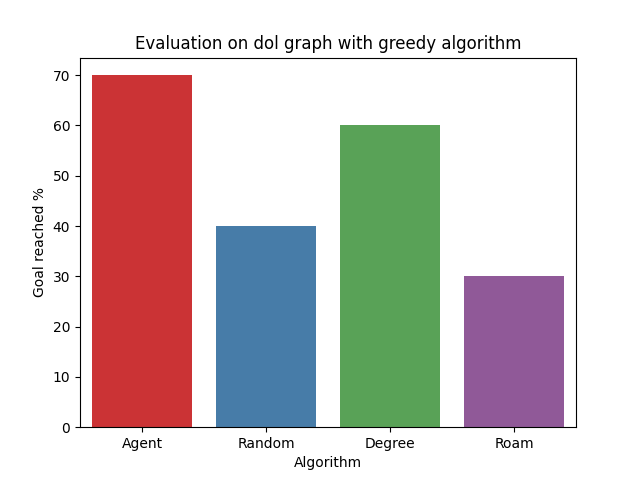 Evaluation on dol graph with greedy algorithm
Goal reached %
70
60
50
40
30
20
10
0
Agent Random Degree Roam
Algorithm